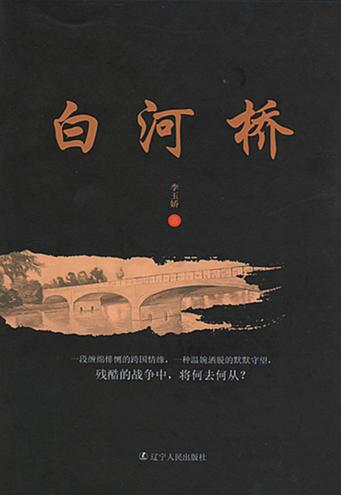 白河桥
李玉娇
著
一段缠绵悱恻的跨国情缘，一种温婉洒脱的默默守望，
残酷的战争中，将何去何从？
辽宁人民出版社